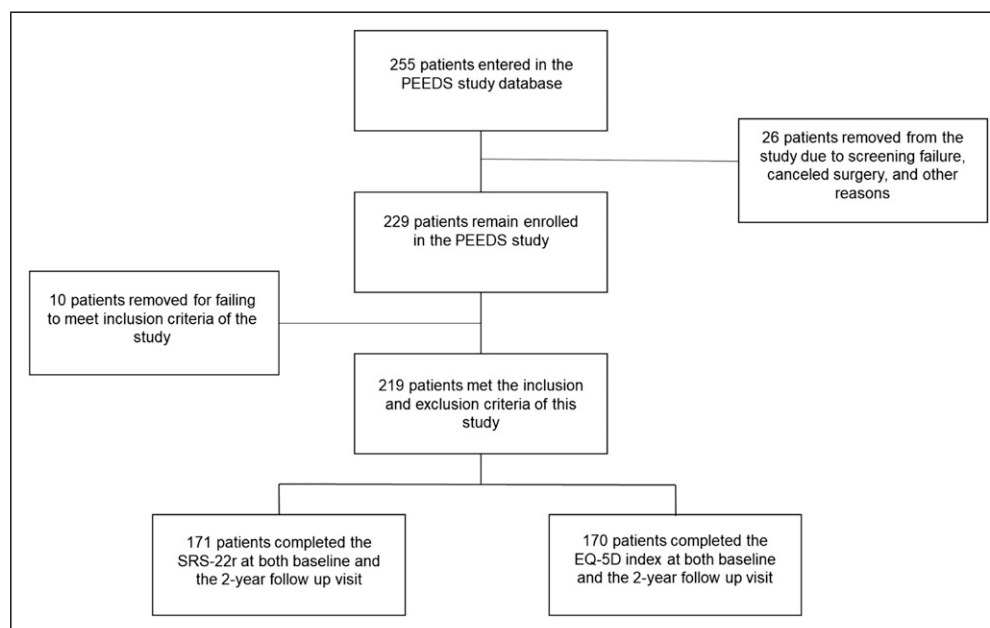 255 patients entered in the
PEEDS study database
26 patients removed from the
study due to screening failure,
canceled surgery, and other
reasons
229 patients remain enrolled
in the PEEDS study
10 patients removed for failing
to meet inclusion criteria of the
study
219 patients met the inclusion
and exclusion criteria of this
study
171 patients completed the
SRS-22r at both baseline and
the 2-year follow up visit
170 patients completed the
EQ-5D index at both baseline
and the 2-year follow up visit